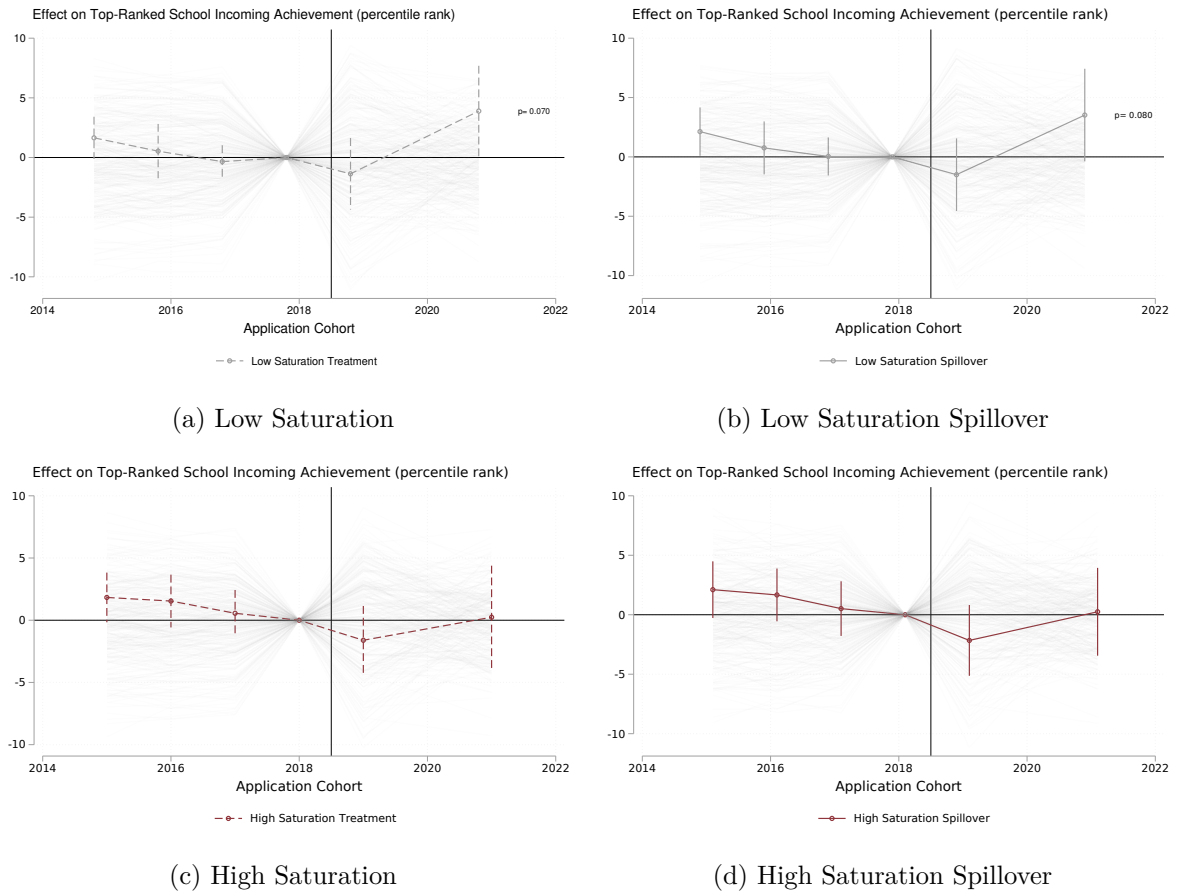 Effect on Top-Ranked School Incoming Achievement (percentile rank)
10
5
0
-5
-10
p= 0.070
2014 2016 2018 2020 2022
Application Cohort
Low Saturation Treatment
(a) Low Saturation
Effect on Top-Ranked School Incoming Achievement (percentile rank)
10
5
0
-5
-10
p= 0.080
2014 2016 2018 2020 2022
Application Cohort
Low Saturation Spillover
(b) Low Saturation Spillover
Effect on Top-Ranked School Incoming Achievement (percentile rank)
10
5
0
-5
-10
2014 2016 2018 2020 2022
Application Cohort
High Saturation Treatment
(c) High Saturation
Effect on Top-Ranked School Incoming Achievement (percentile rank)
10
5
0
-5
-10
2014 2016 2018 2020 2022
Application Cohort
High Saturation Spillover
(d) High Saturation Spillover